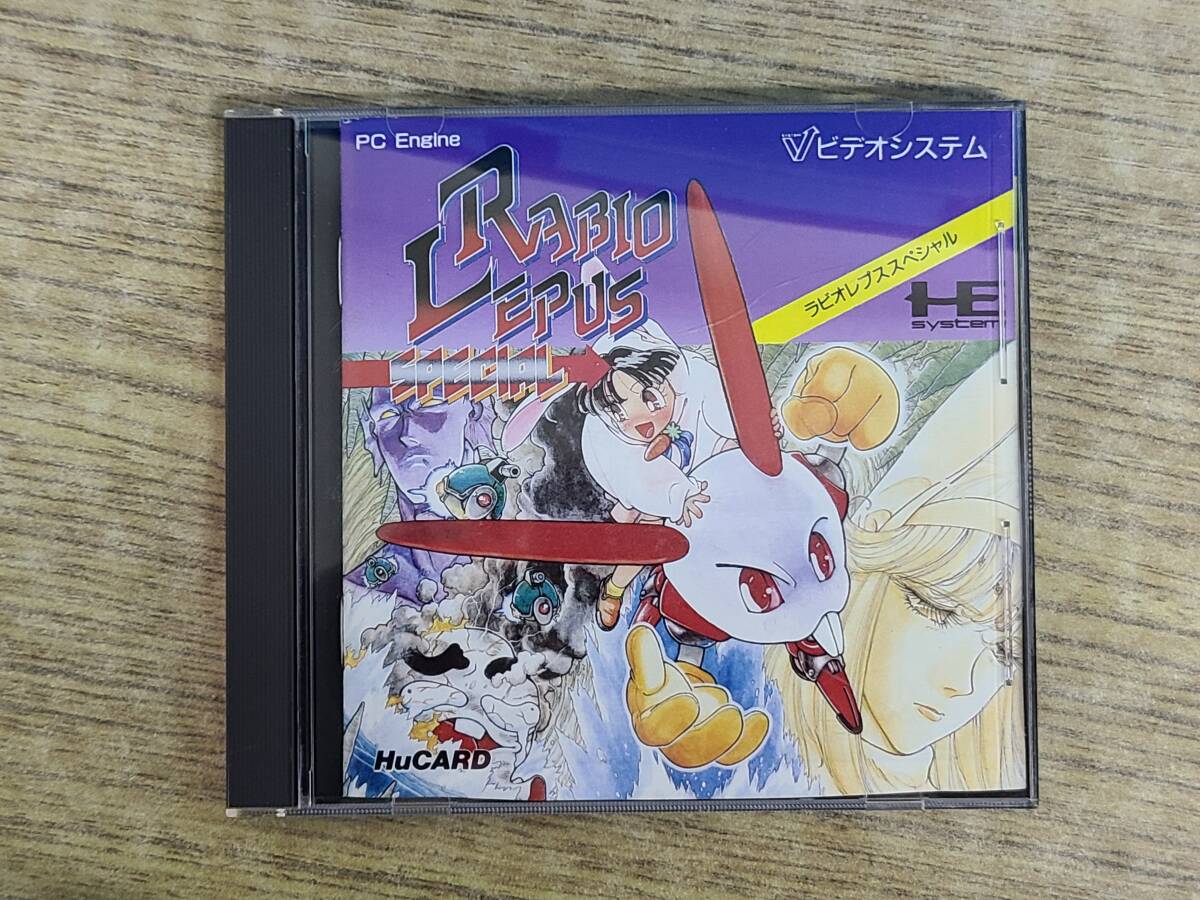 PC Engine
ビデオシステム
RABIO
LEPUS
SPECIAL
ラビオレプススペシャル
HE
system
HuCARD